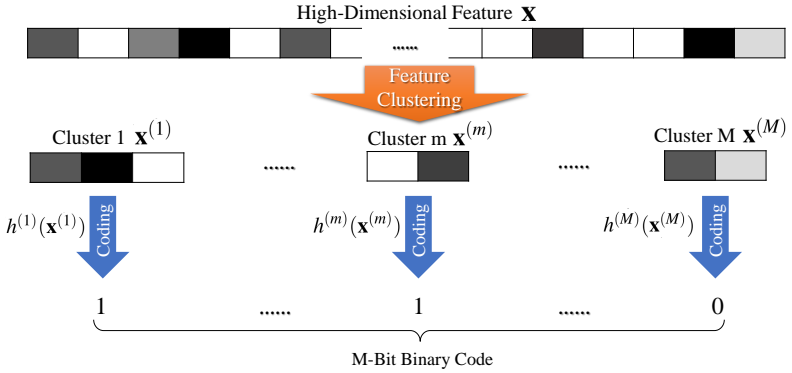 High-Dimensional Feature x
......
Feature
Clustering
Cluster 1 x^(1)
Cluster m x^(m)
Cluster M x^(M)
...... ......
h^(1)(x^(1)) Coding
h^(m)(x^(m)) Coding
h^(M)(x^(M)) Coding
1 ...... 1 ...... 0
M-Bit Binary Code